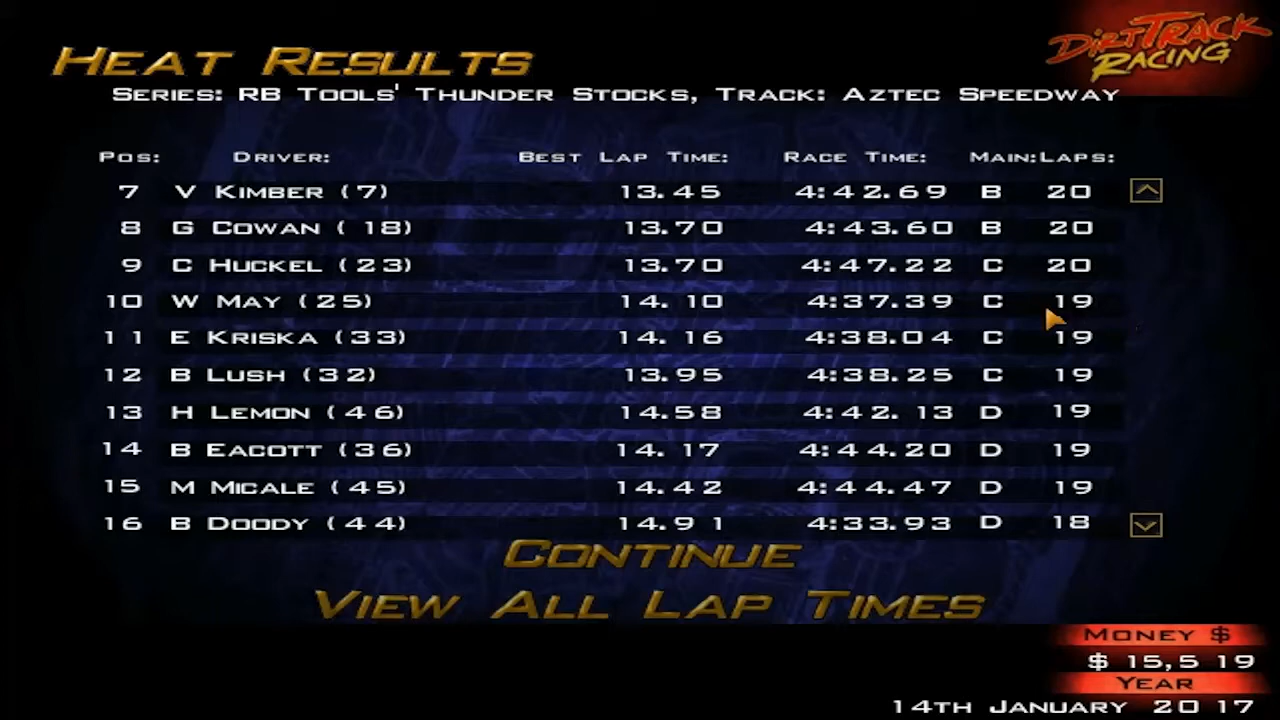 DIRT TRACK
RACING
HEAT RESULTS
SERIES: RB TOOLS' THUNDER STOCKS, TRACK: AZTEC SPEEDWAY
POS: DRIVER: BEST LAP TIME: RACE TIME: MAIN: LAPS:
7 V KIMBER (7) 13.45 4:42.69 B 20
8 G COWAN (18) 13.70 4:43.60 B 20
9 C HUCKEL (23) 13.70 4:47.22 C 20
10 W MAY (25) 14.10 4:37.39 C 19
11 E KRISKA (33) 14.16 4:38.04 C 19
12 B LUSH (32) 13.95 4:38.25 C 19
13 H LEMON (46) 14.58 4:42.13 D 19
14 B EACOTT (36) 14.17 4:44.20 D 19
15 M MICALE (45) 14.42 4:44.47 D 19
16 B DOODY (44) 14.91 4:33.93 D 18
CONTINUE
VIEW ALL LAP TIMES
MONEY $
$ 15,519
YEAR
14TH JANUARY 2017